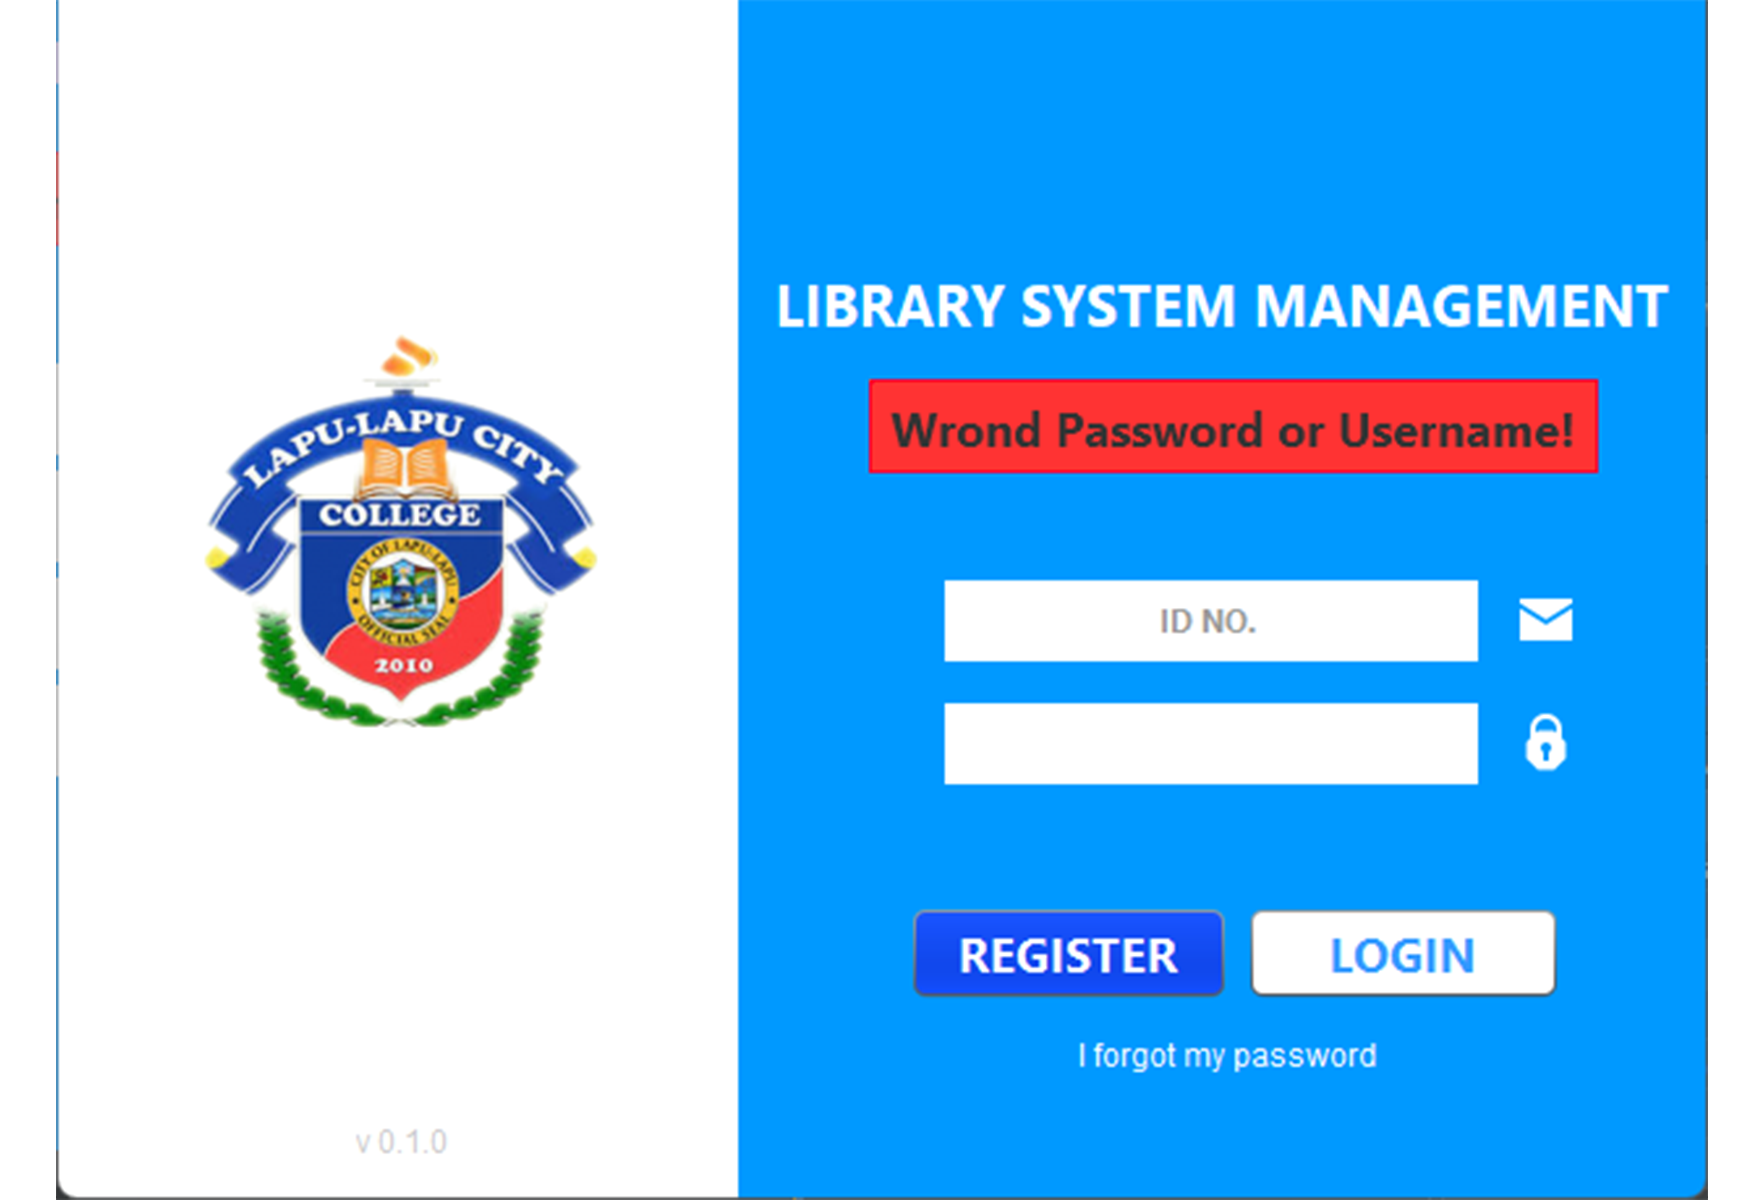 LAPU-LAPU CITY
COLLEGE
CITY OF LAPU-LAPU
OFFICIAL SEAL
2010
v 0.1.0
LIBRARY SYSTEM MANAGEMENT
Wrond Password or Username!
ID NO.
REGISTER
LOGIN
I forgot my password